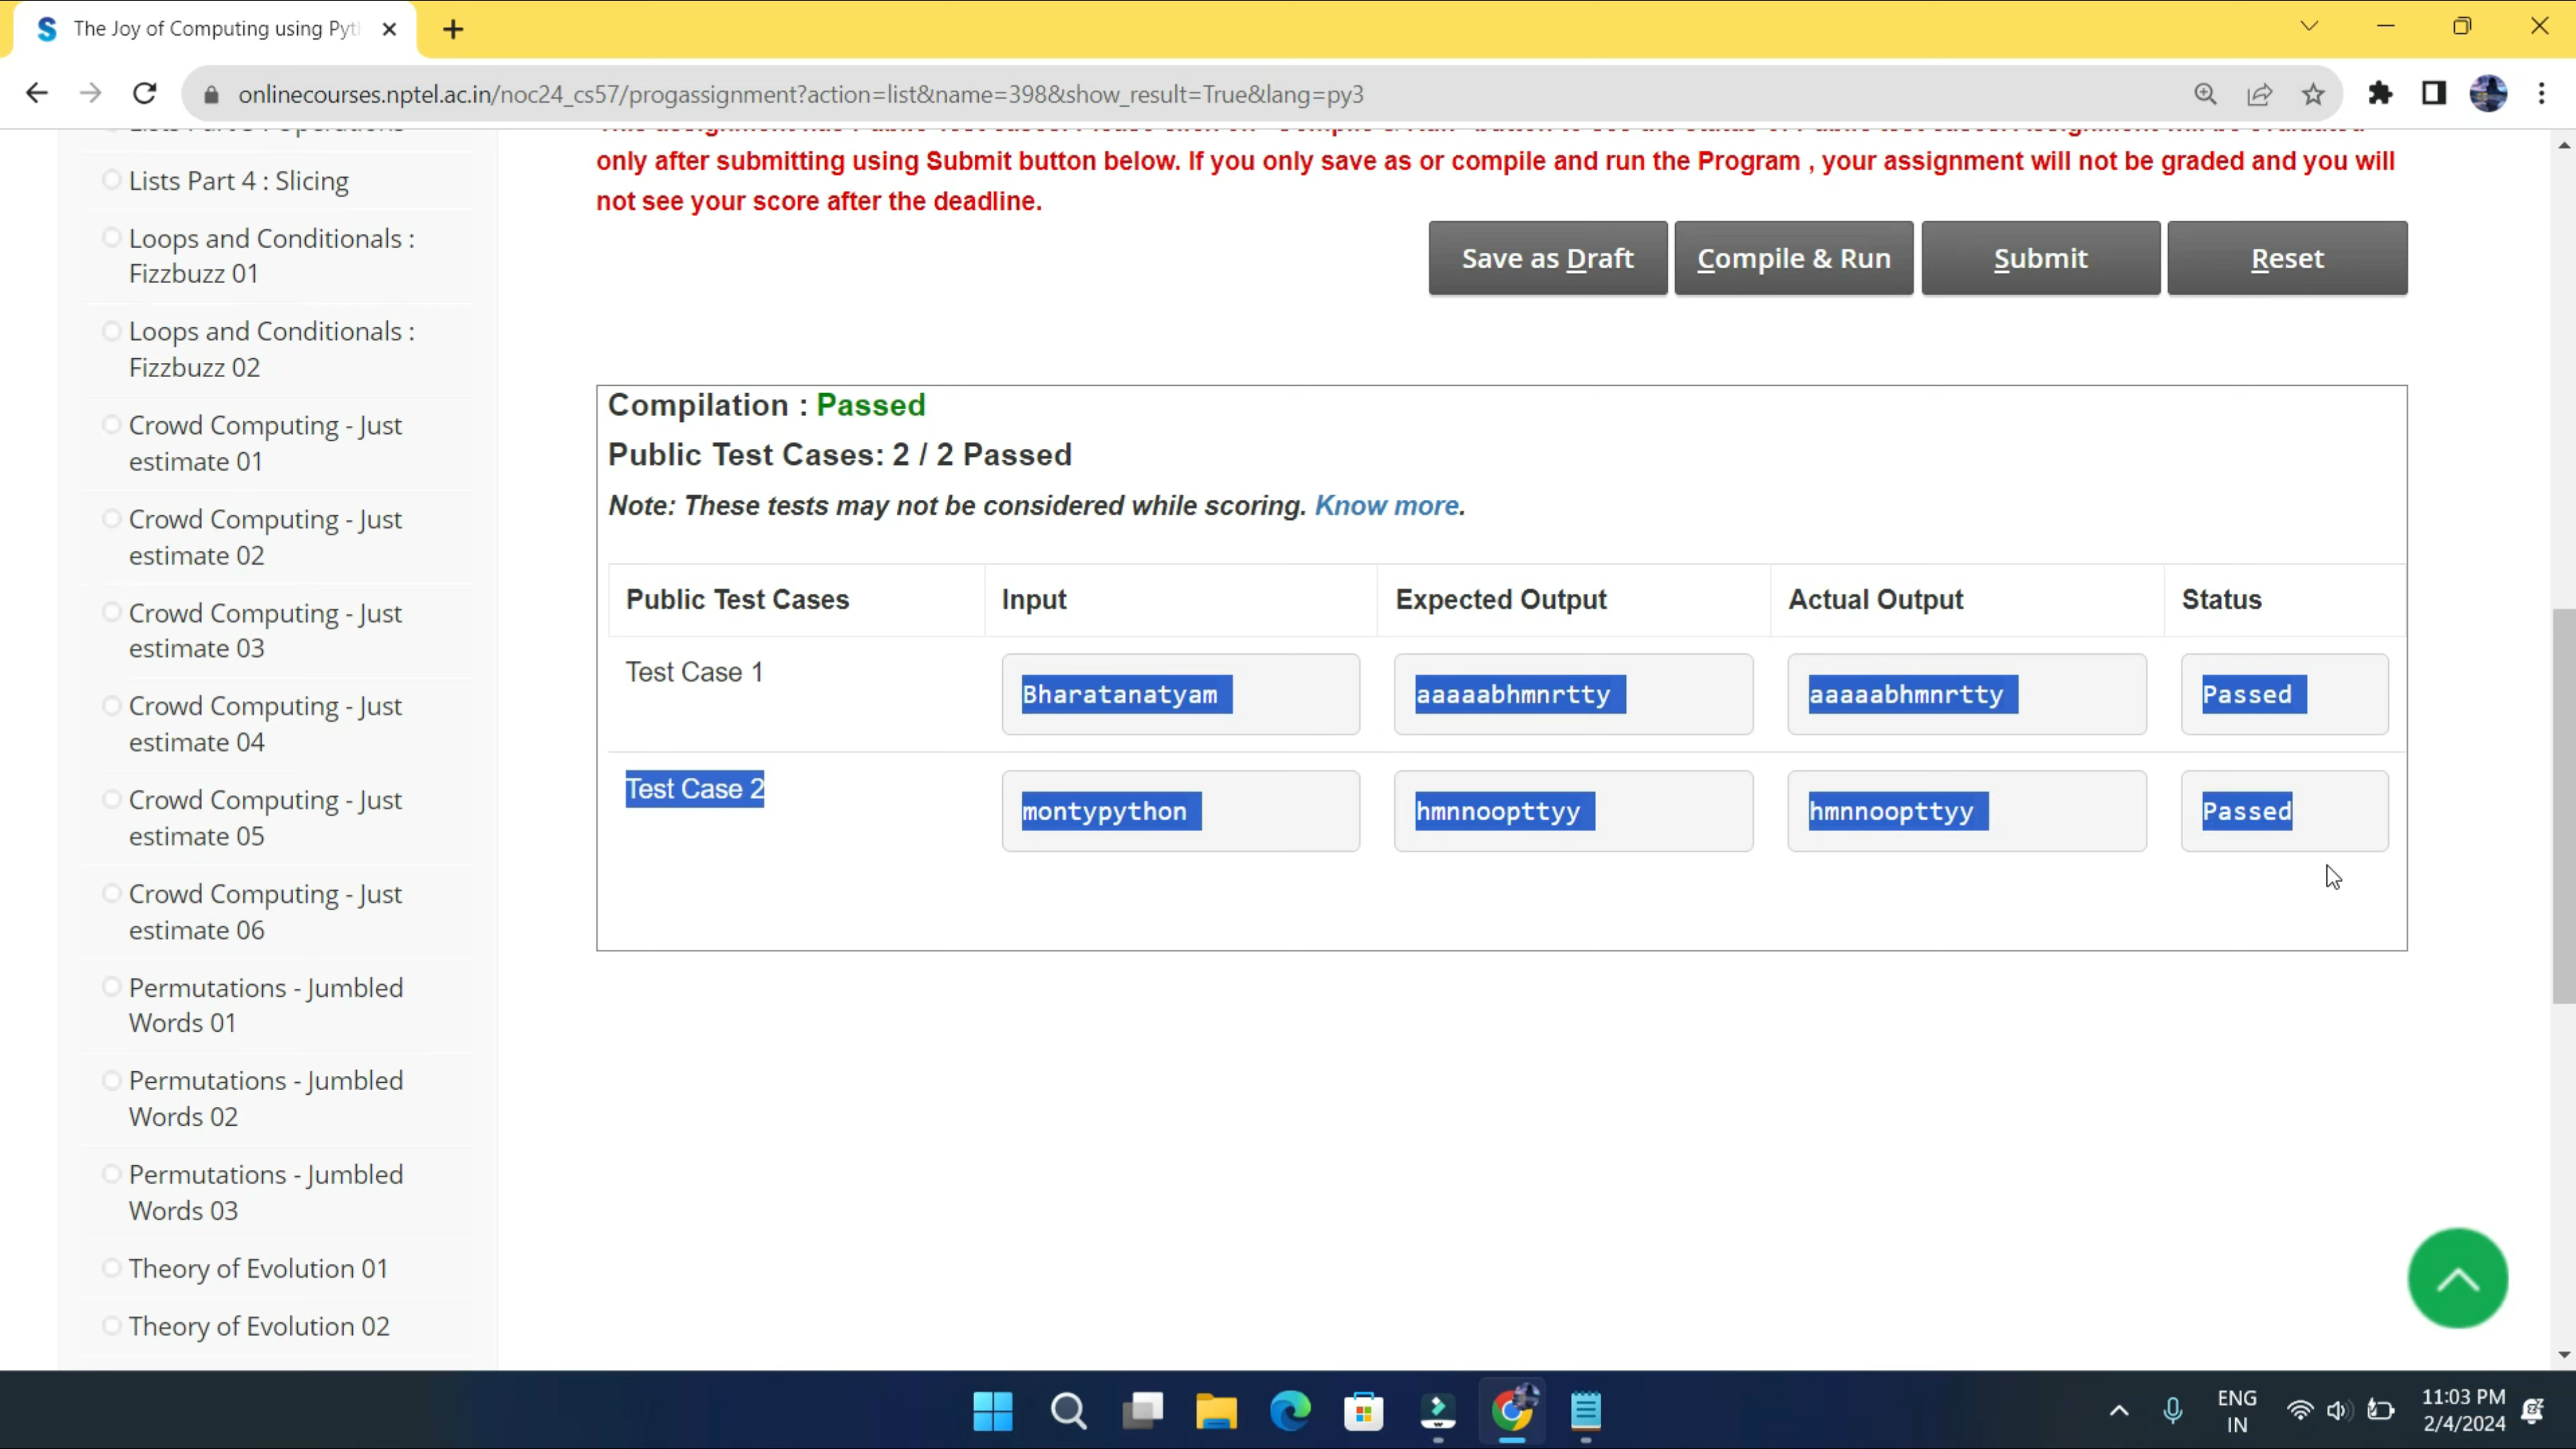 The Joy of Computing using Pyt
onlinecourses.nptel.ac.in/noc24_cs57/progassignment?action=list&name=398&show_result=True&lang=py3
Lists Part 4 : Slicing
Loops and Conditionals :
Fizzbuzz 01
Loops and Conditionals :
Fizzbuzz 02
Crowd Computing - Just
estimate 01
Crowd Computing - Just
estimate 02
Crowd Computing - Just
estimate 03
Crowd Computing - Just
estimate 04
Crowd Computing - Just
estimate 05
Crowd Computing - Just
estimate 06
Permutations - Jumbled
Words 01
Permutations - Jumbled
Words 02
Permutations - Jumbled
Words 03
Theory of Evolution 01
Theory of Evolution 02
only after submitting using Submit button below. If you only save as or compile and run the Program , your assignment will not be graded and you will
not see your score after the deadline.
Save as Draft Compile & Run Submit Reset
Compilation : Passed
Public Test Cases: 2 / 2 Passed
Note: These tests may not be considered while scoring. Know more.
Public Test Cases Input Expected Output Actual Output Status
Test Case 1 Bharatanatyam aaaaabhmnrtty aaaaabhmnrtty Passed
Test Case 2 montypython hmnnoopttyy hmnnoopttyy Passed
ENG
IN
11:03 PM
2/4/2024